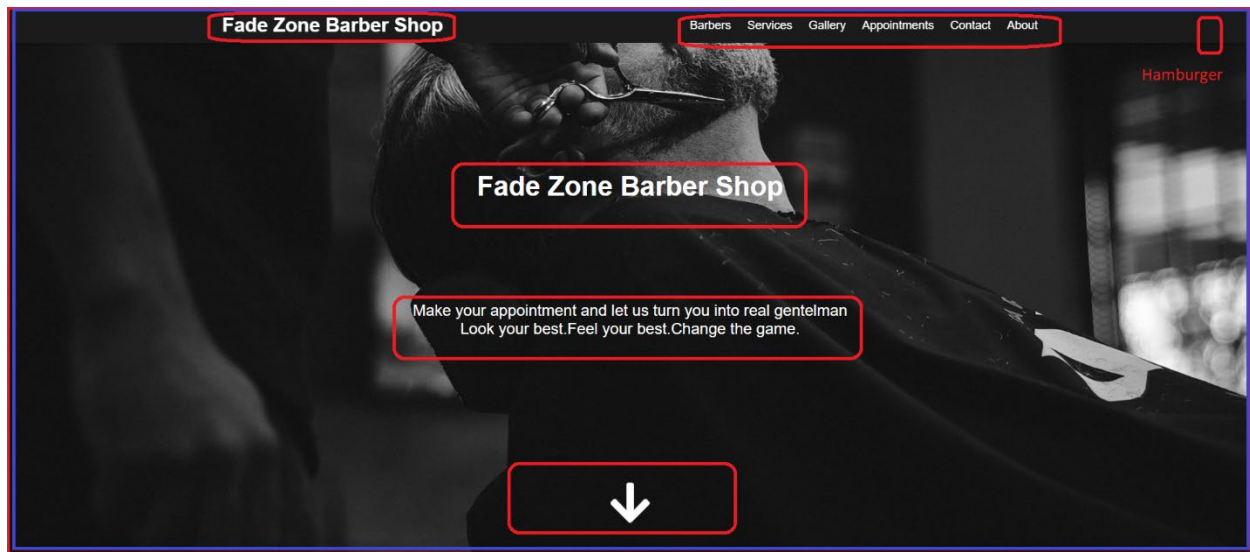 Fade Zone Barber Shop
Barbers Services Gallery Appointments Contact About
Hamburger
Fade Zone Barber Shop
Make your appointment and let us turn you into real gentelman
Look your best.Feel your best.Change the game.